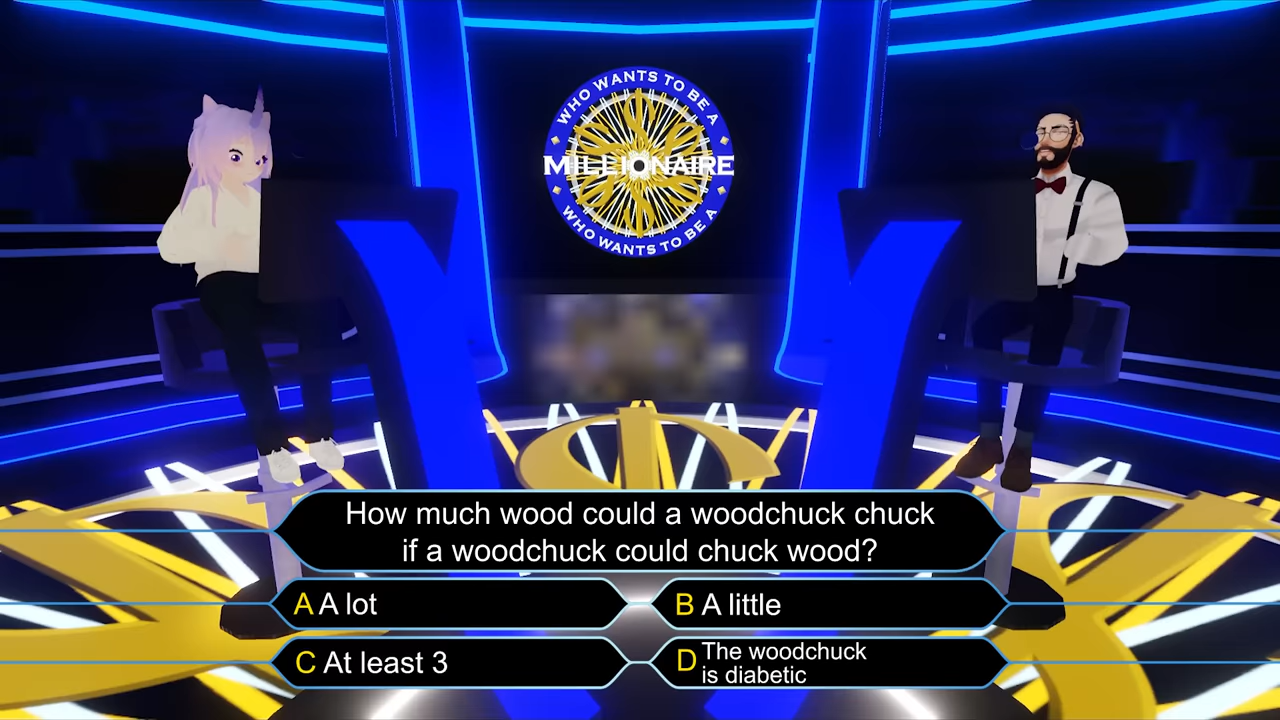 WHO WANTS TO BE A
MILLIONAIRE
WHO WANTS TO BE A
How much wood could a woodchuck chuck
if a woodchuck could chuck wood?
A A lot
B A little
C At least 3
D The woodchuck
is diabetic